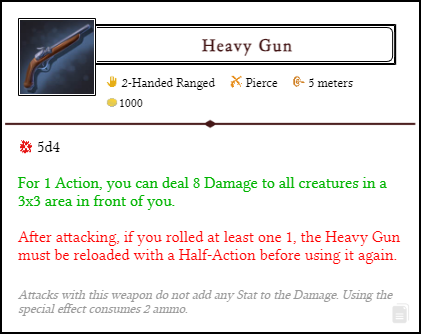 Heavy Gun
2-Handed Ranged Pierce 5 meters
1000
5d4
For 1 Action, you can deal 8 Damage to all creatures in a
3x3 area in front of you.
After attacking, if you rolled at least one 1, the Heavy Gun
must be reloaded with a Half-Action before using it again.
Attacks with this weapon do not add any Stat to the Damage. Using the
special effect consumes 2 ammo.